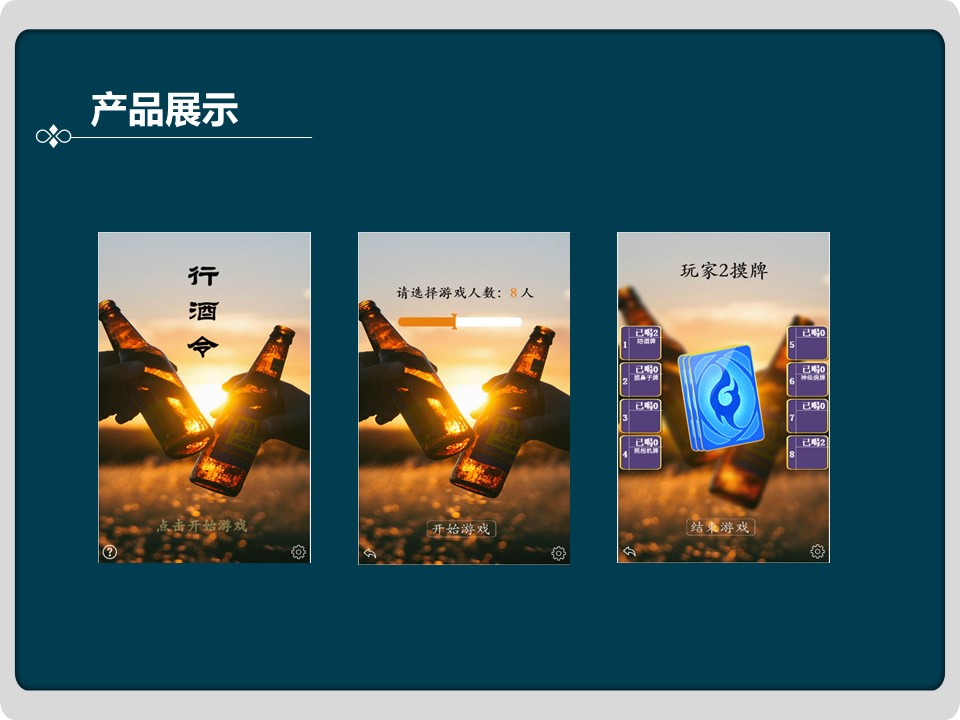 产品展示
行
酒
令
点击开始游戏
?
请选择游戏人数：8人
开始游戏
玩家2摸牌
已喝2
陪酒牌
1
已喝0
摸鼻子牌
2
已喝0
3
已喝0
照相机牌
4
已喝0
5
已喝0
神经病牌
6
已喝0
7
已喝2
8
结束游戏